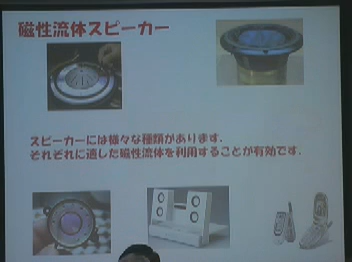 磁性流体スピーカー
スピーカーには様々な種類があります.
それぞれに適した磁性流体を利用することが有効です.